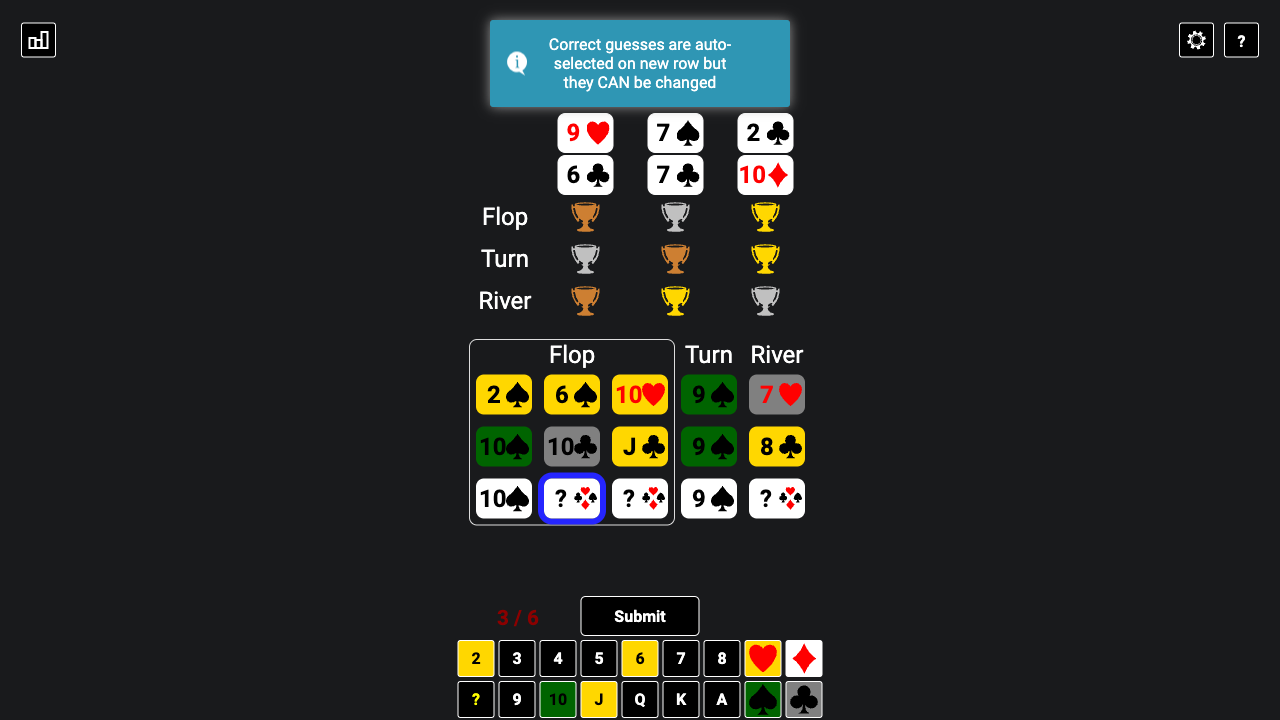 Correct guesses are auto-
selected on new row but
they CAN be changed
?
9 7 2
6 7 10
Flop
Turn
River
Flop Turn River
2 6 10 9 7
10 10 J 9 8
10 ? ? 9 ?
3 / 6 Submit
2 3 4 5 6 7 8
? 9 10 J Q K A